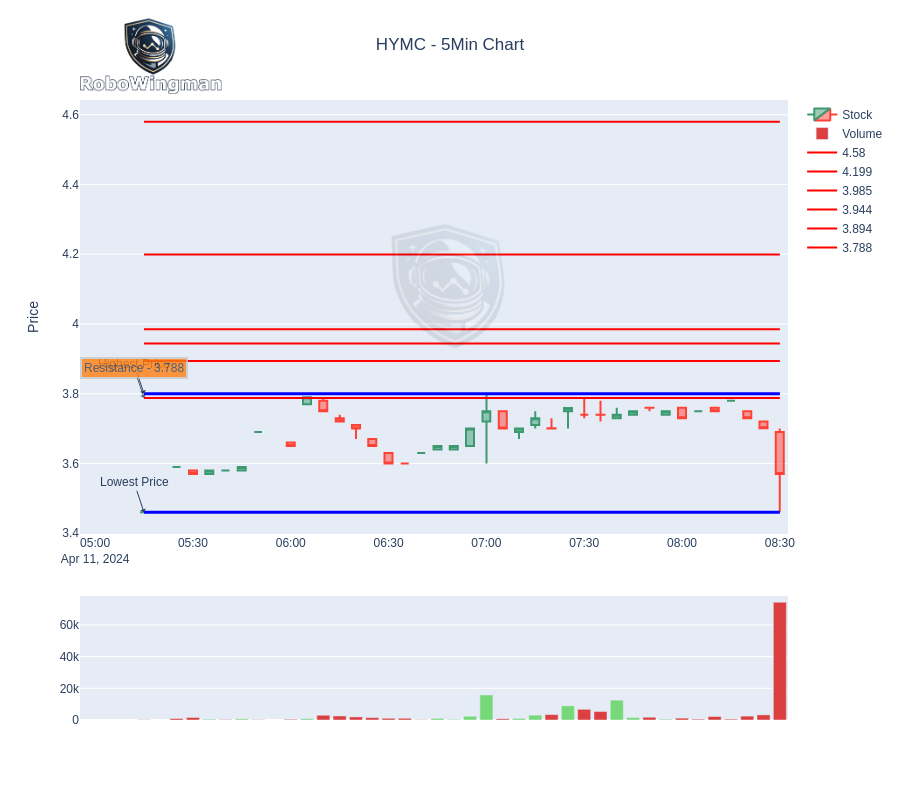 HYMC - 5Min Chart
RoboWingman
4.6
4.4
4.2
4
3.8
3.6
3.4
Price
Stock
Volume
4.58
4.199
3.985
3.944
3.894
3.788
Highest Price
Resistance - 3.788
Lowest Price
05:00
05:30
06:00
06:30
07:00
07:30
08:00
08:30
Apr 11, 2024
60k
40k
20k
0